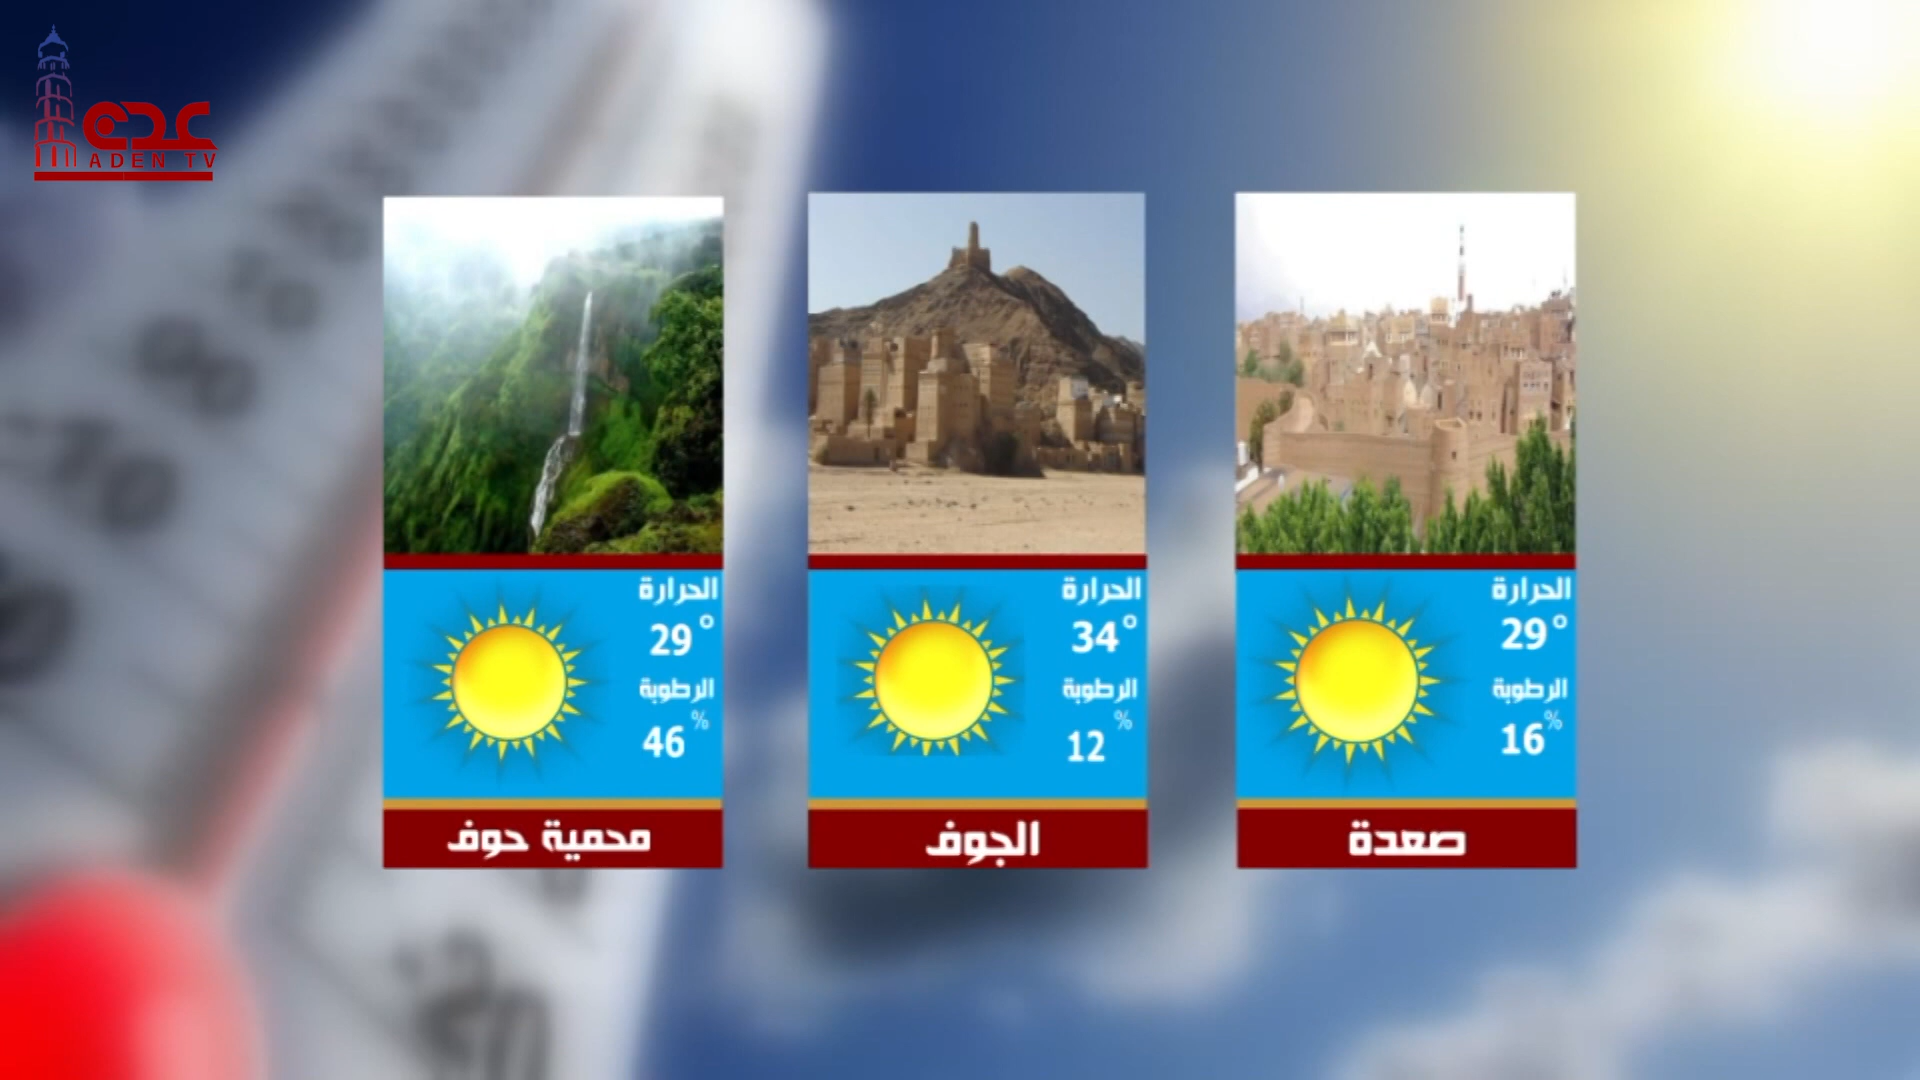 عدن
ADEN TV
الحرارة
29°
الرطوبة
16%
صعدة
الحرارة
34°
الرطوبة
12%
الجوف
الحرارة
29°
الرطوبة
46%
محمية حوف